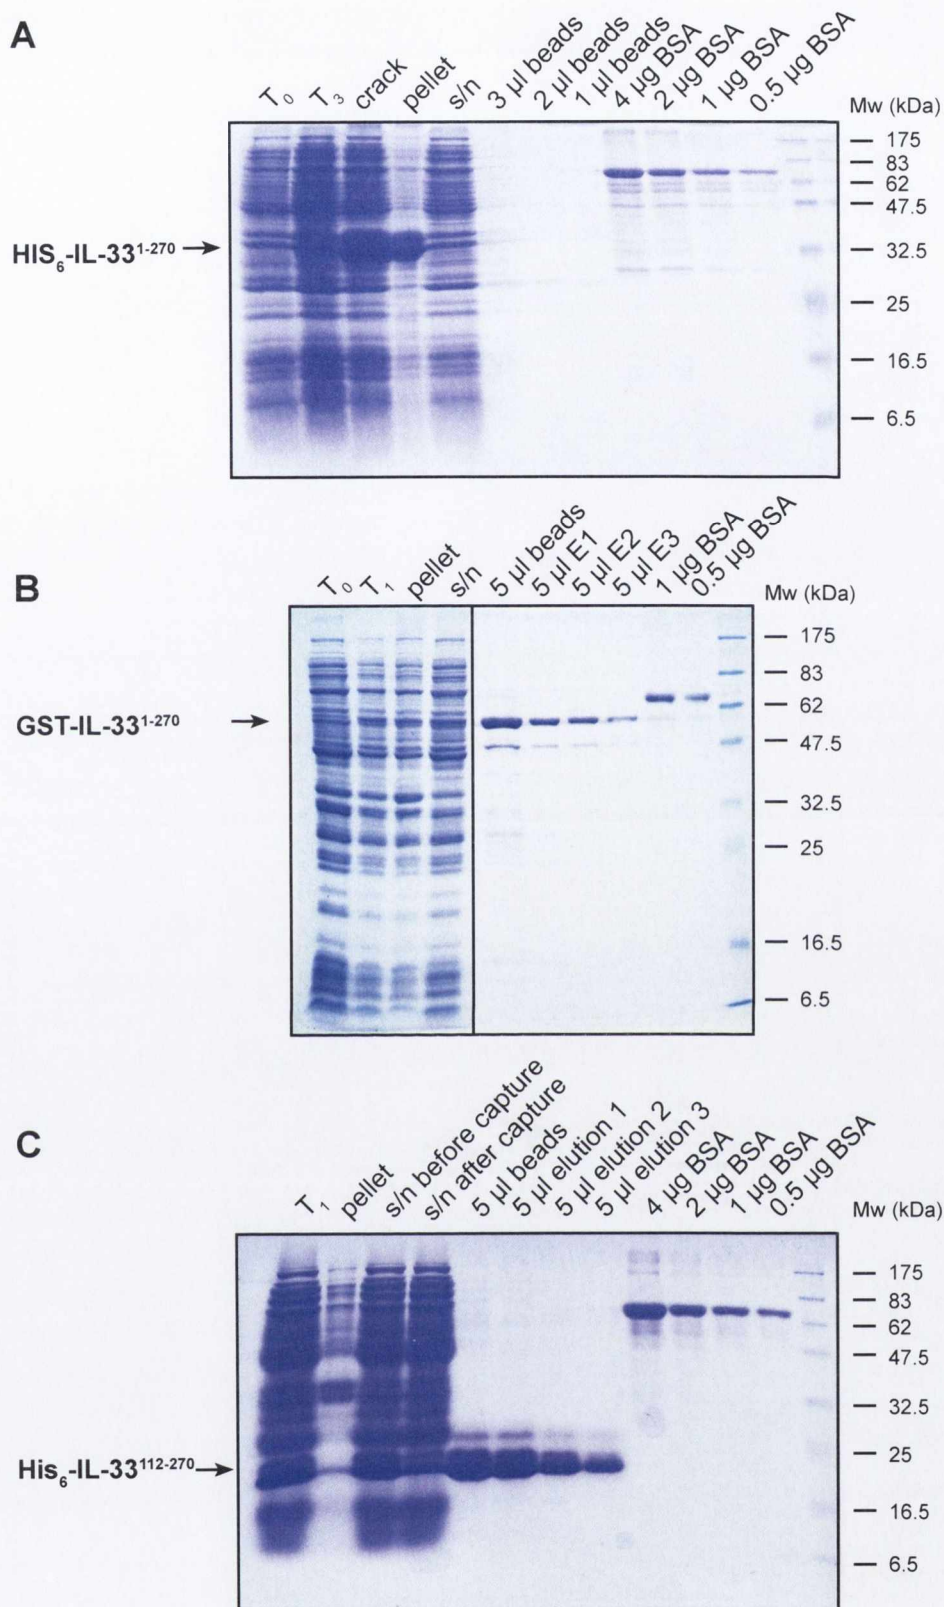 A
T₀ T₃ crack pellet s/n 3 µl beads 2 µl beads 1 µl beads 4 µg BSA 2 µg BSA 1 µg BSA 0.5 µg BSA
Mw (kDa)
175
83
62
47.5
HIS₆-IL-33¹⁻²⁷⁰
32.5
25
16.5
6.5
B
T₀ T₁ pellet s/n 5 µl beads 5 µl E1 5 µl E2 5 µl E3 1 µg BSA 0.5 µg BSA
Mw (kDa)
175
83
62
GST-IL-33¹⁻²⁷⁰
47.5
32.5
25
16.5
6.5
C
T₁ pellet s/n before capture s/n after capture 5 µl beads 5 µl elution 1 5 µl elution 2 5 µl elution 3 4 µg BSA 2 µg BSA 1 µg BSA 0.5 µg BSA
Mw (kDa)
175
83
62
47.5
32.5
25
His₆-IL-33¹¹²⁻²⁷⁰
16.5
6.5